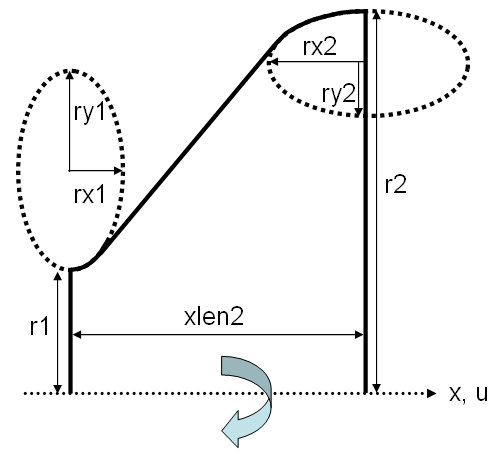 rx2
ry1
ry2
rx1
r2
r1
xlen2
x, u